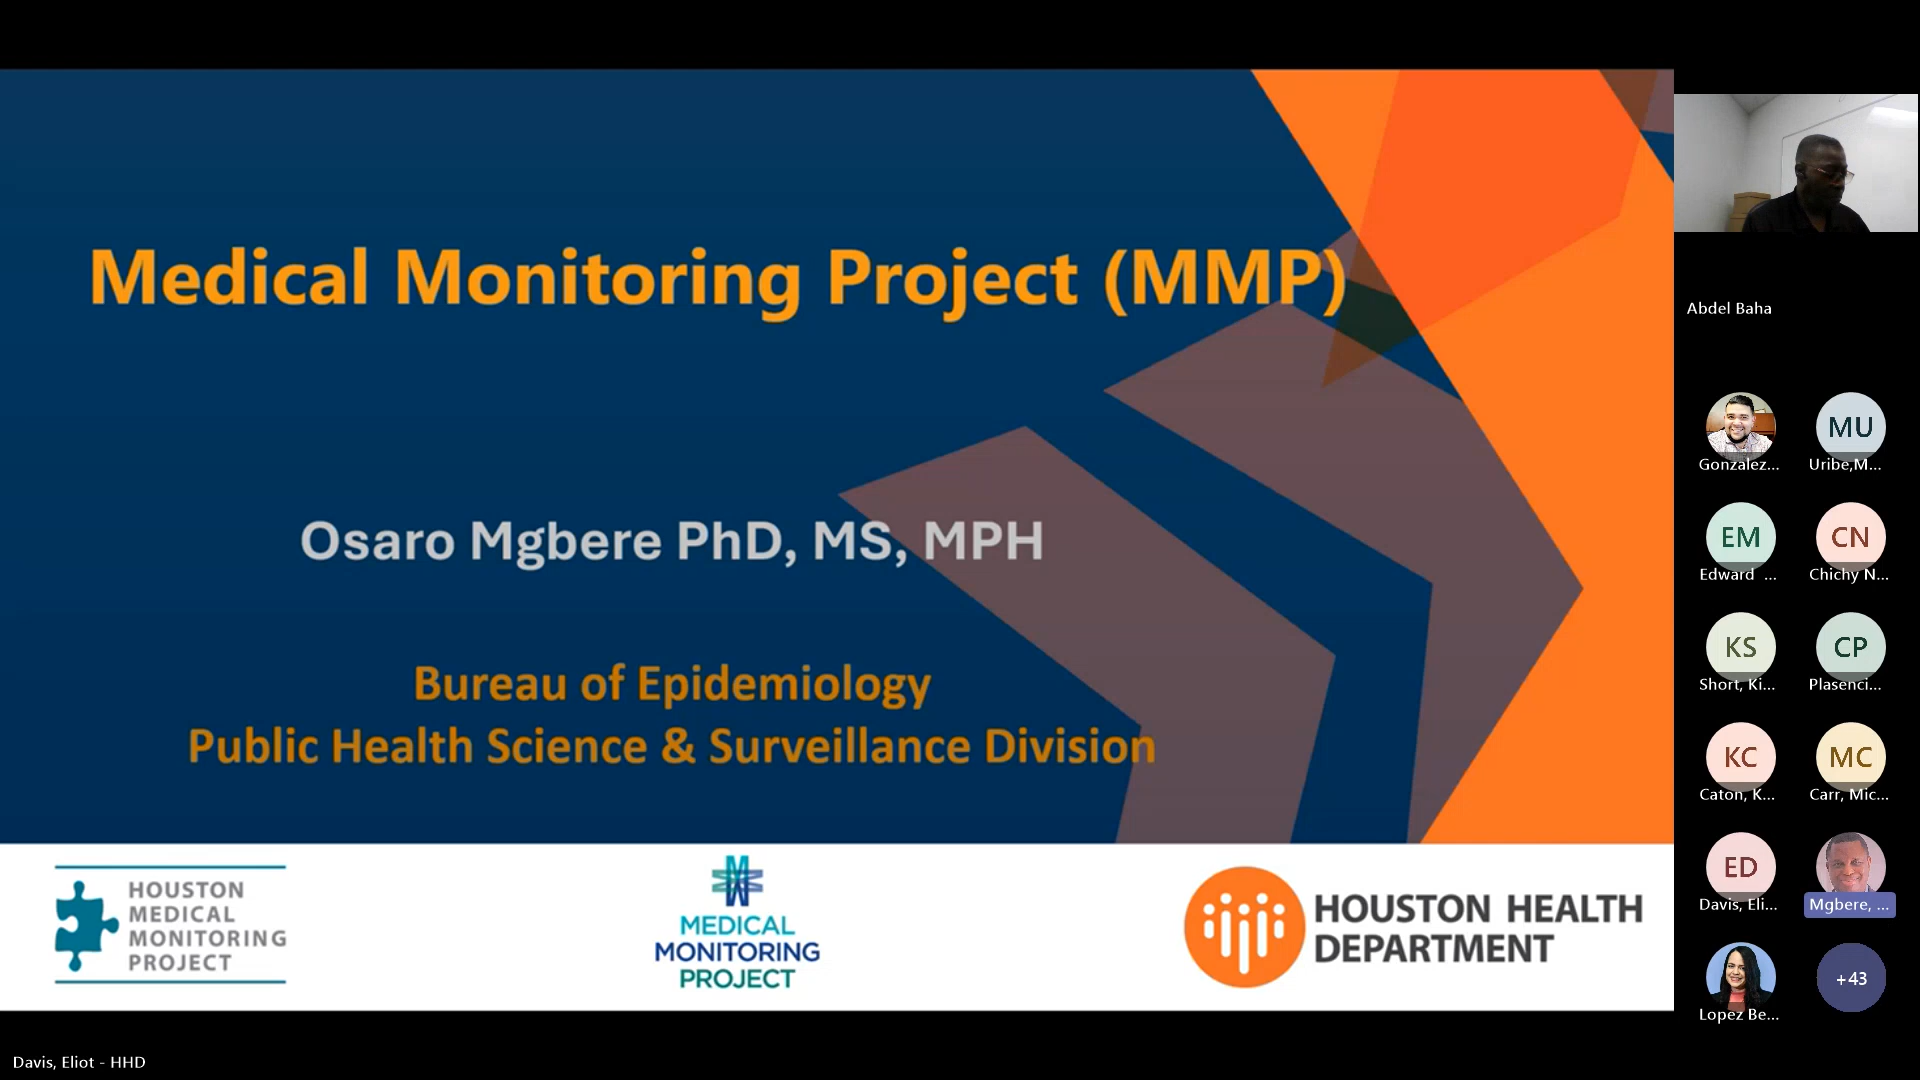 Medical Monitoring Project (MMP)
Osaro Mgbere PhD, MS, MPH
Bureau of Epidemiology
Public Health Science & Surveillance Division
HOUSTON
MEDICAL
MONITORING
PROJECT
MEDICAL
MONITORING
PROJECT
HOUSTON HEALTH
DEPARTMENT
Davis, Eliot - HHD
Abdel Baha
Gonzalez...
MU
Uribe,M...
EM
Edward ...
CN
Chichy N...
KS
Short, Ki...
CP
Plasenci...
KC
Caton, K...
MC
Carr, Mic...
ED
Davis, Eli...
Mgbere, ...
Lopez Be...
+43